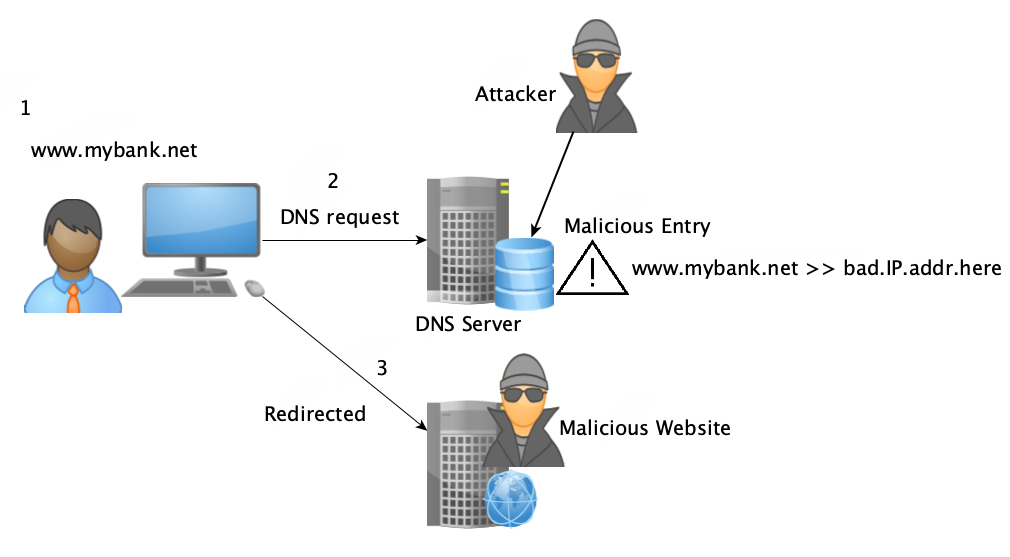 1
www.mybank.net
2
DNS request
Attacker
Malicious Entry
!
www.mybank.net >> bad.IP.addr.here
DNS Server
3
Redirected
Malicious Website